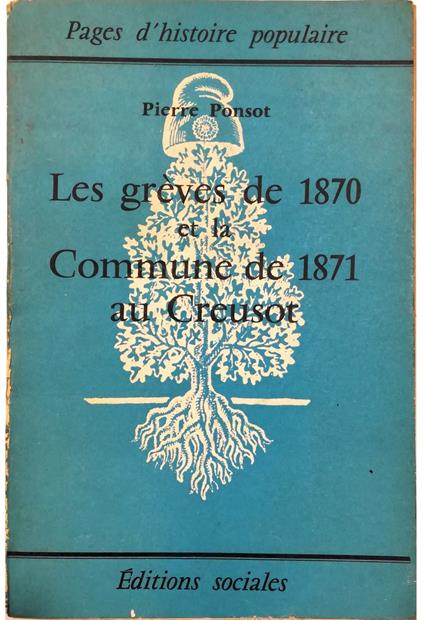 Pages d'histoire populaire
Pierre Ponsot
Les grèves de 1870
et la
Commune de 1871
au Creusot
Éditions sociales